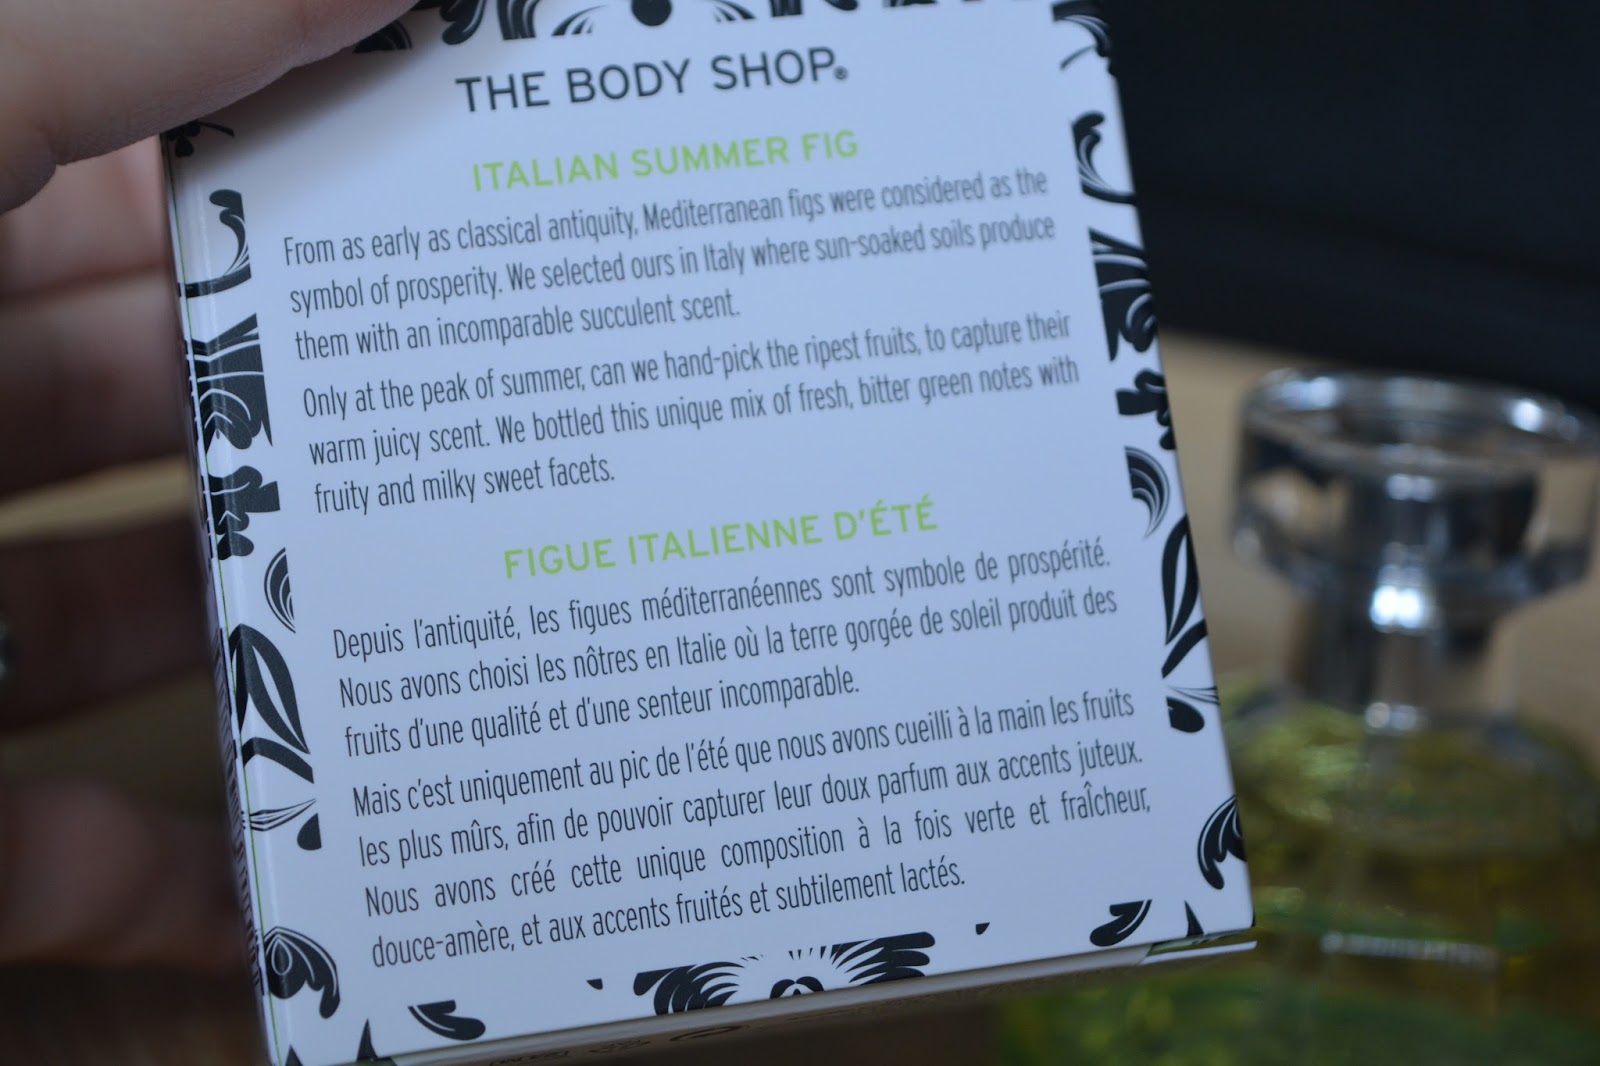 THE BODY SHOP®
ITALIAN SUMMER FIG
From as early as classical antiquity, Mediterranean figs were considered as the
symbol of prosperity. We selected ours in Italy where sun-soaked soils produce
them with an incomparable succulent scent.
Only at the peak of summer, can we hand-pick the ripest fruits, to capture their
warm juicy scent. We bottled this unique mix of fresh, bitter green notes with
fruity and milky sweet facets.
FIGUE ITALIENNE D'ÉTÉ
Depuis l'antiquité, les figues méditerranéennes sont symbole de prospérité.
Nous avons choisi les nôtres en Italie où la terre gorgée de soleil produit des
fruits d'une qualité et d'une senteur incomparable.
Mais c'est uniquement au pic de l'été que nous avons cueilli à la main les fruits
les plus mûrs, afin de pouvoir capturer leur doux parfum aux accents juteux.
Nous avons créé cette unique composition à la fois verte et fraîcheur,
douce-amère, et aux accents fruités et subtilement lactés.